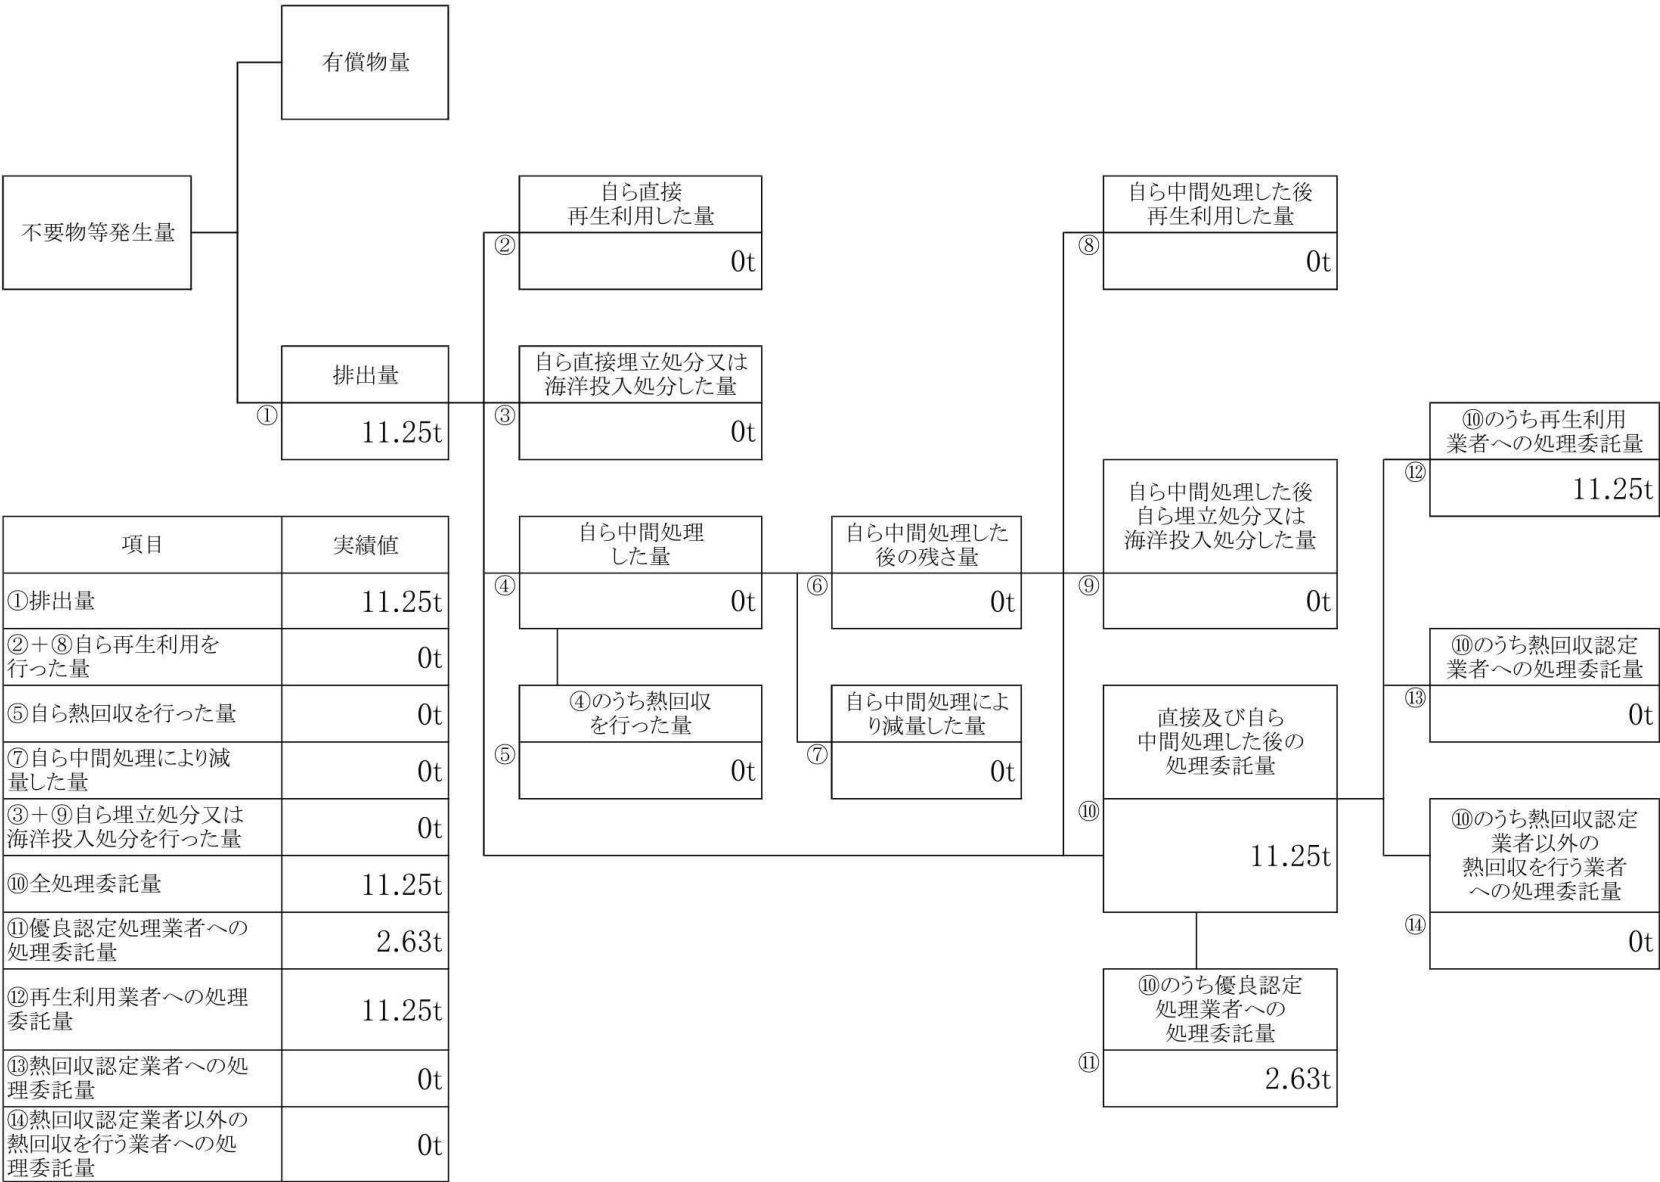 有償物量
不要物等発生量
自ら直接
再生利用した量
②
0t
自ら中間処理した後
再生利用した量
⑧
0t
排出量
①
11.25t
自ら直接埋立処分又は
海洋投入処分した量
③
0t
⑩のうち再生利用
業者への処理委託量
⑫
11.25t
自ら中間処理した後
自ら埋立処分又は
海洋投入処分した量
⑨
0t
自ら中間処理
した量
④
0t
自ら中間処理した
後の残さ量
⑥
0t
⑩のうち熱回収認定
業者への処理委託量
⑬
0t
④のうち熱回収
を行った量
⑤
0t
自ら中間処理によ
り減量した量
⑦
0t
直接及び自ら
中間処理した後の
処理委託量
⑩
11.25t
⑩のうち熱回収認定
業者以外の
熱回収を行う業者
への処理委託量
⑭
0t
⑩のうち優良認定
処理業者への
処理委託量
⑪
2.63t
項目 実績値
①排出量 11.25t
②＋⑧自ら再生利用を
行った量 0t
⑤自ら熱回収を行った量 0t
⑦自ら中間処理により減
量した量 0t
③＋⑨自ら埋立処分又は
海洋投入処分を行った量 0t
⑩全処理委託量 11.25t
⑪優良認定処理業者への
処理委託量 2.63t
⑫再生利用業者への処理
委託量 11.25t
⑬熱回収認定業者への処
理委託量 0t
⑭熱回収認定業者以外の
熱回収を行う業者への処
理委託量 0t